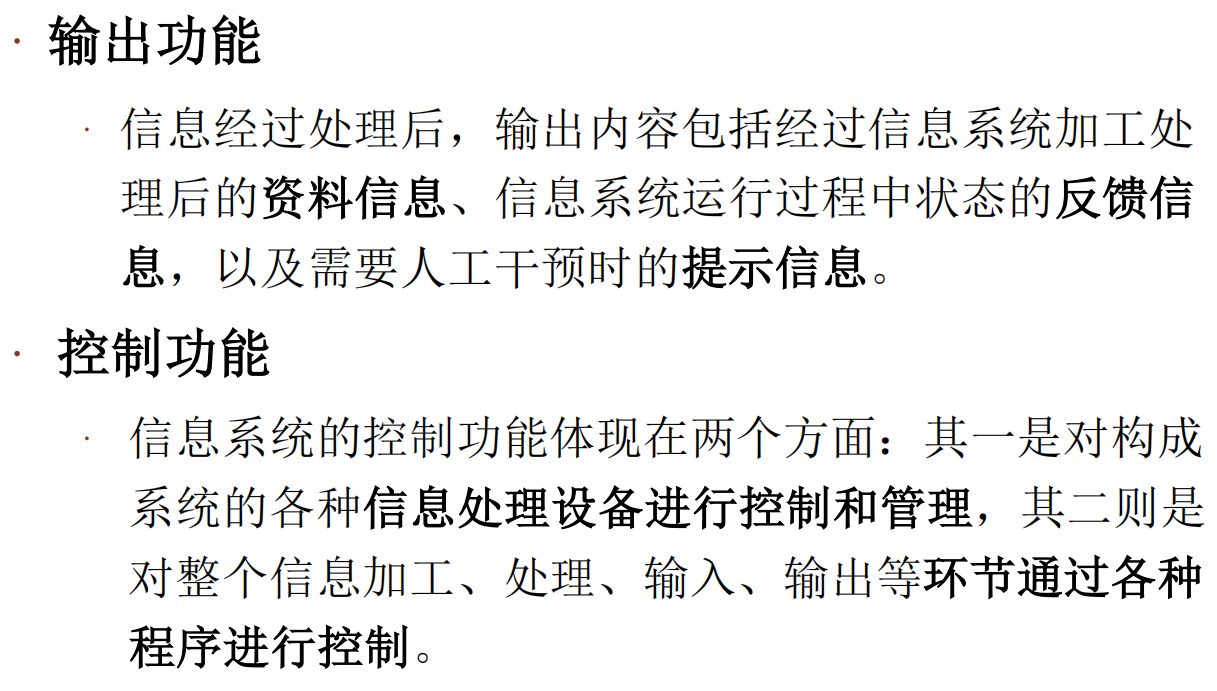 · 输出功能
· 信息经过处理后，输出内容包括经过信息系统加工处
理后的资料信息、信息系统运行过程中状态的反馈信
息，以及需要人工干预时的提示信息。
· 控制功能
· 信息系统的控制功能体现在两个方面：其一是对构成
系统的各种信息处理设备进行控制和管理，其二则是
对整个信息加工、处理、输入、输出等环节通过各种
程序进行控制。